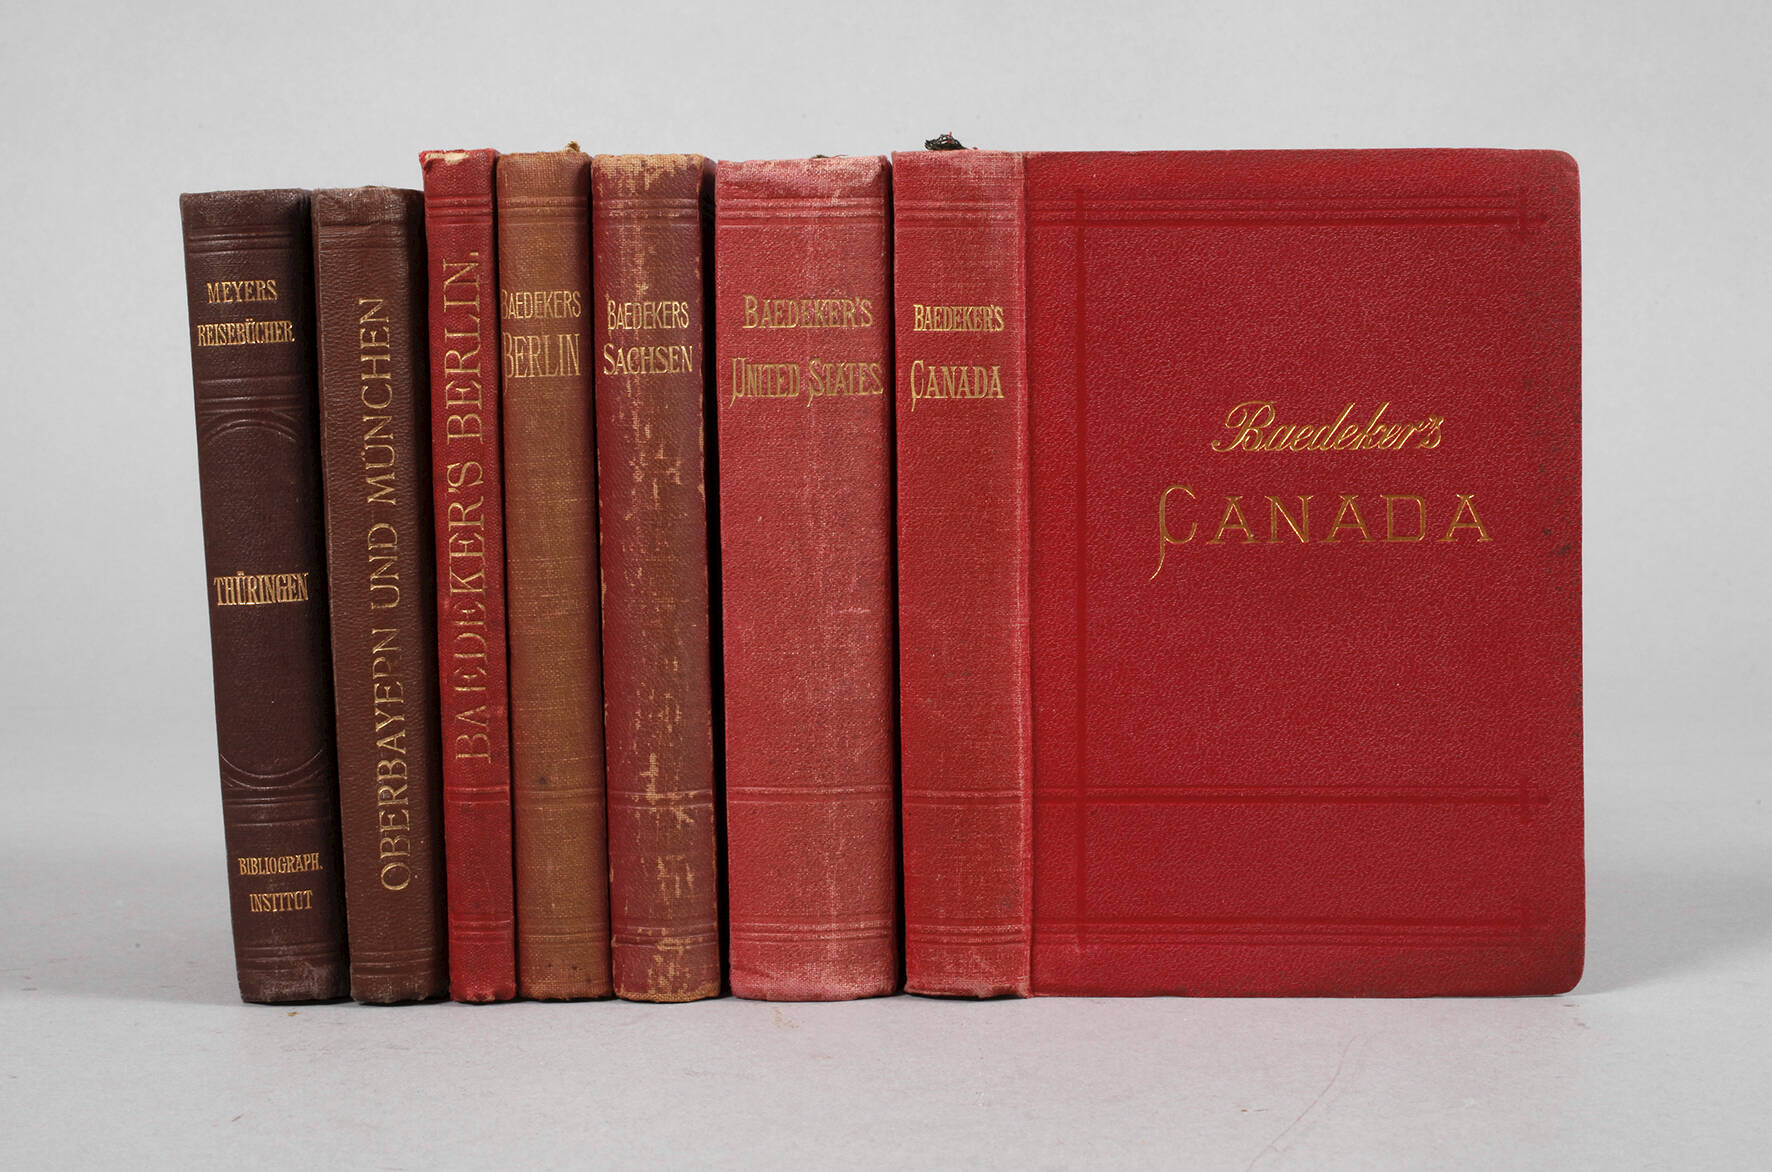 MEYERS
REISEBÜCHER.
THÜRINGEN
BIBLIOGRAPH.
INSTITUT
OBERBAYERN UND MÜNCHEN
BAEDEKER'S BERLIN.
BAEDEKERS
BERLIN
BAEDEKERS
SACHSEN
BAEDEKER'S
UNITED STATES
BAEDEKER'S
CANADA
Baedeker's
CANADA